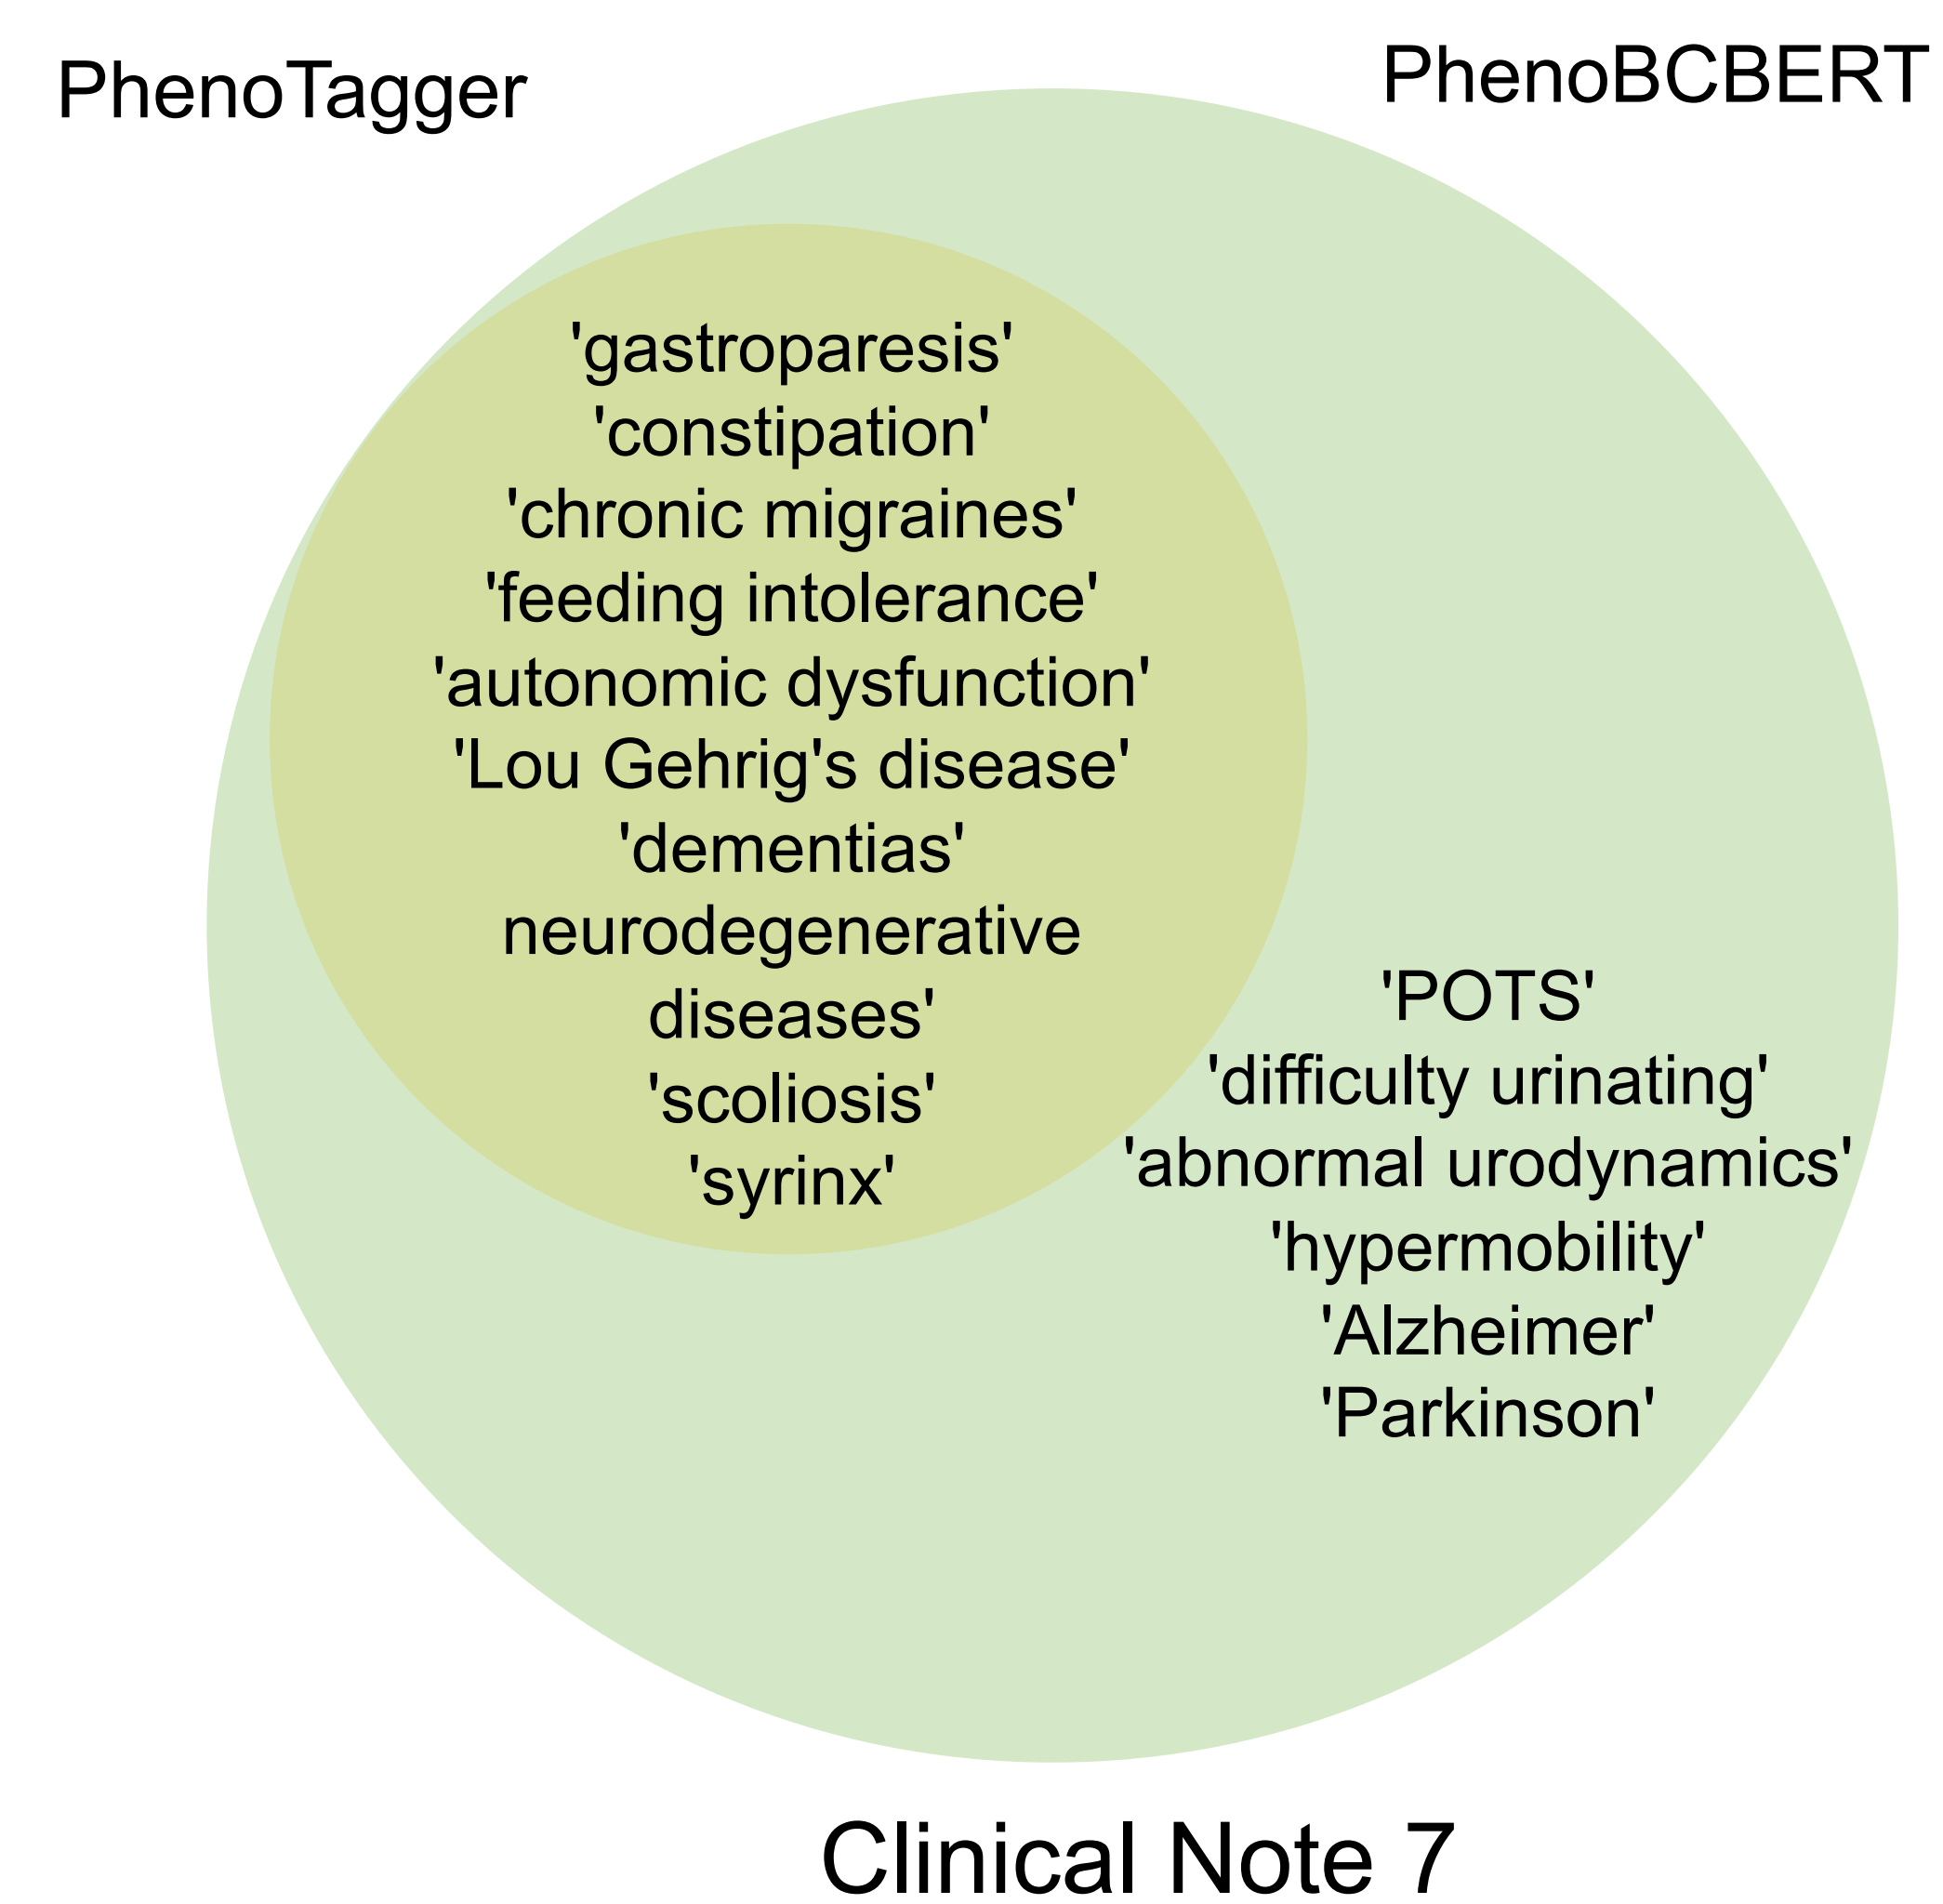 PhenoTagger
PhenoBCBERT
'gastroparesis'
'constipation'
'chronic migraines'
'feeding intolerance'
'autonomic dysfunction'
'Lou Gehrig's disease'
'dementias'
neurodegenerative
diseases'
'scoliosis'
'syrinx'
'POTS'
'difficulty urinating'
'abnormal urodynamics'
'hypermobility'
'Alzheimer'
'Parkinson'
Clinical Note 7